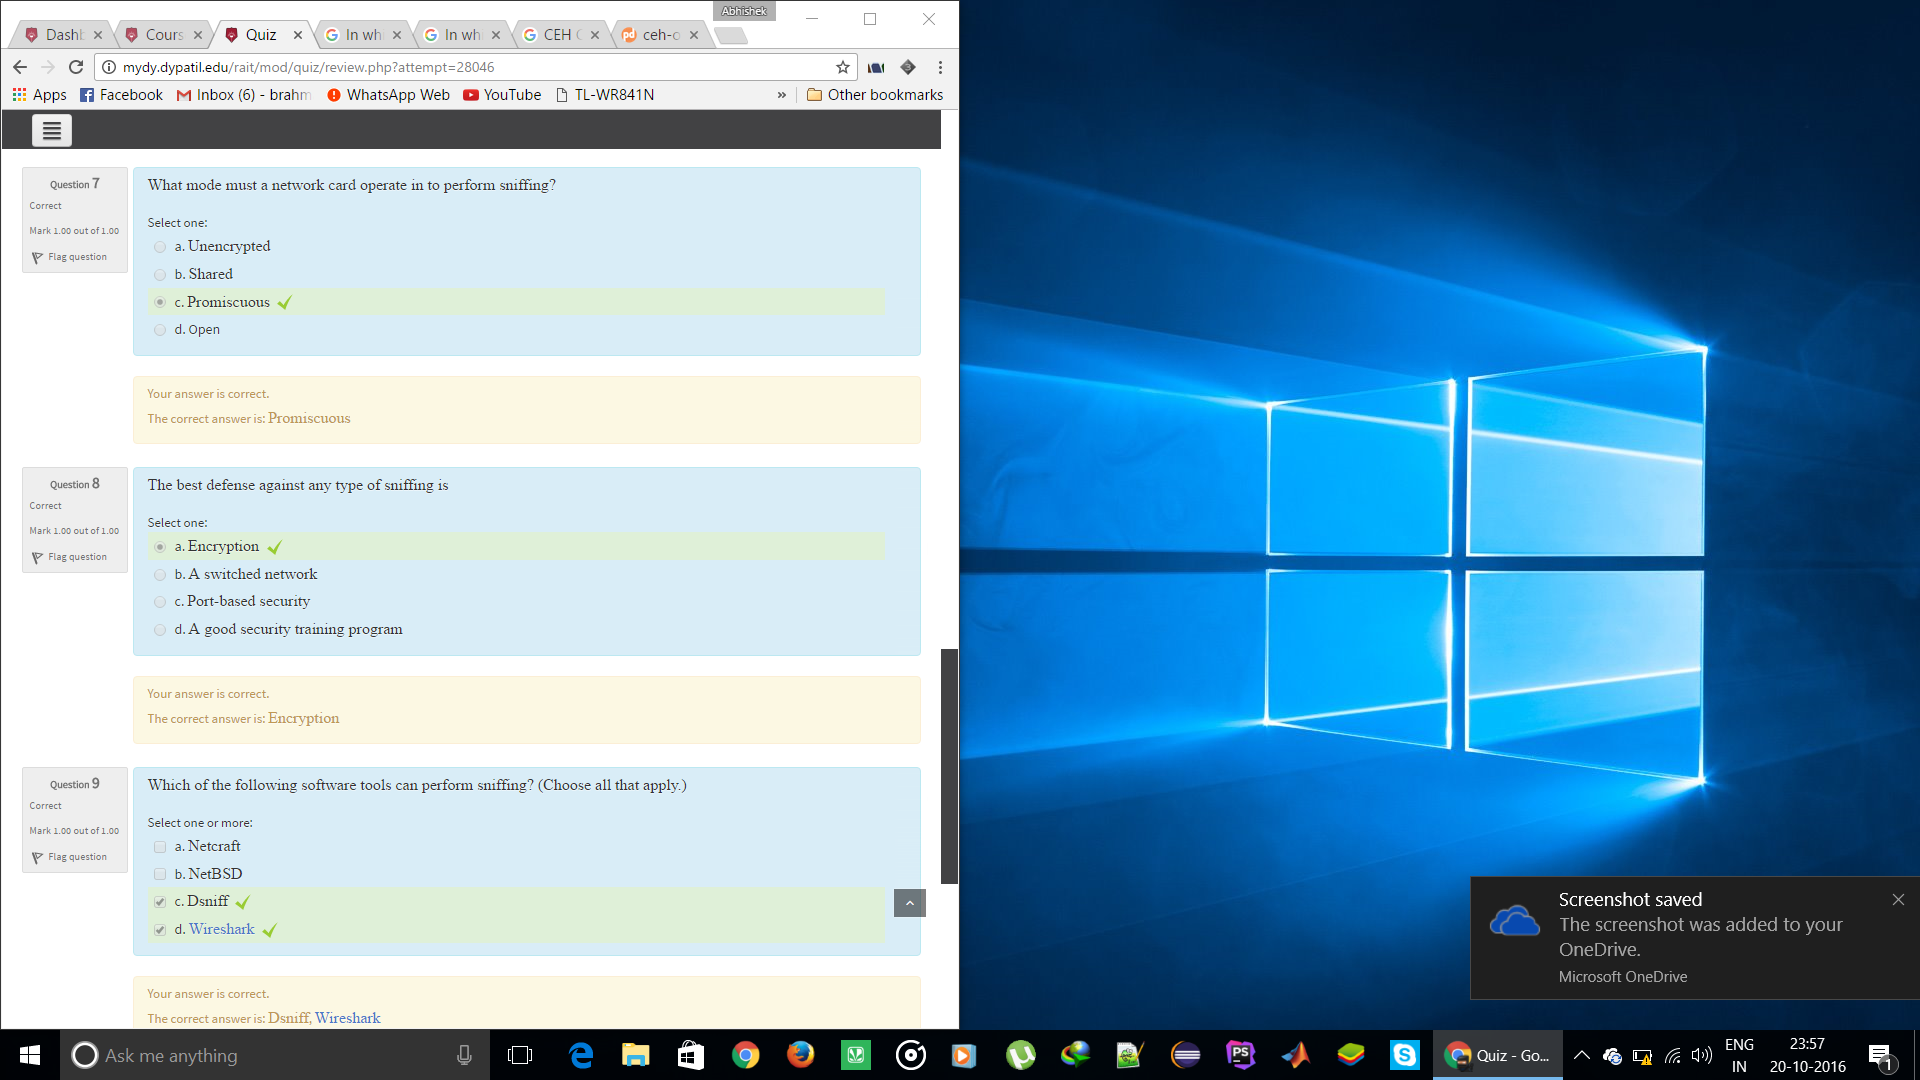 Abhishek
Dashb
Cours
Quiz
In whi
In whi
CEH C
ceh-c
mydy.dypatil.edu/rait/mod/quiz/review.php?attempt=28046
Apps
Facebook
Inbox (6) - brahm
WhatsApp Web
YouTube
TL-WR841N
»
Other bookmarks
Question 7
Correct
Mark 1.00 out of 1.00
Flag question
What mode must a network card operate in to perform sniffing?
Select one:
a. Unencrypted
b. Shared
c. Promiscuous
d. Open
Your answer is correct.
The correct answer is: Promiscuous
Question 8
Correct
Mark 1.00 out of 1.00
Flag question
The best defense against any type of sniffing is
Select one:
a. Encryption
b. A switched network
c. Port-based security
d. A good security training program
Your answer is correct.
The correct answer is: Encryption
Question 9
Correct
Mark 1.00 out of 1.00
Flag question
Which of the following software tools can perform sniffing? (Choose all that apply.)
Select one or more:
a. Netcraft
b. NetBSD
c. Dsniff
d. Wireshark
Your answer is correct.
The correct answer is: Dsniff, Wireshark
Screenshot saved
The screenshot was added to your
OneDrive.
Microsoft OneDrive
Ask me anything
PS
Quiz - Go...
ENG
IN
23:57
20-10-2016
1